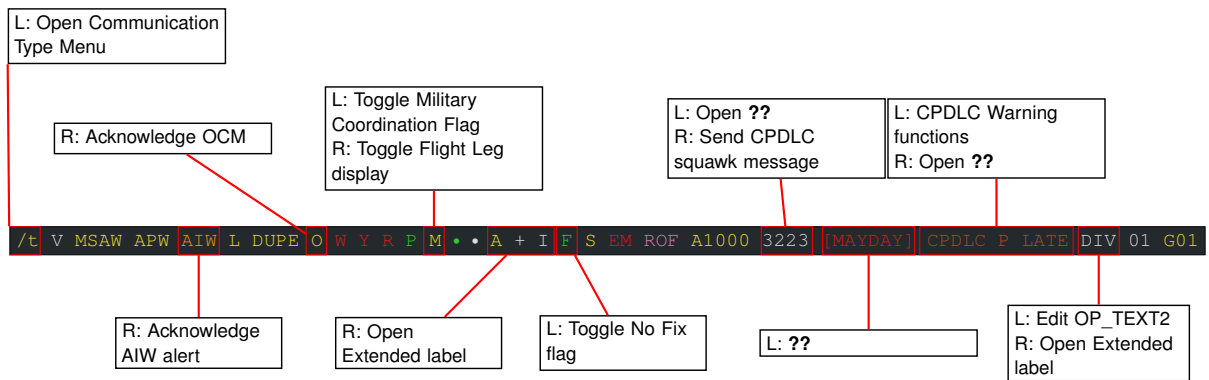 L: Open Communication
Type Menu
R: Acknowledge OCM
L: Toggle Military
Coordination Flag
R: Toggle Flight Leg
display
L: Open ??
R: Send CPDLC
squawk message
L: CPDLC Warning
functions
R: Open ??
/t V MSAW APW AIW L DUPE O W Y R P M • • A + I F S EM ROF A1000 3223 [MAYDAY] CPDLC P LATE DIV 01 G01
R: Acknowledge
AIW alert
R: Open
Extended label
L: Toggle No Fix
flag
L: ??
L: Edit OP_TEXT2
R: Open Extended
label